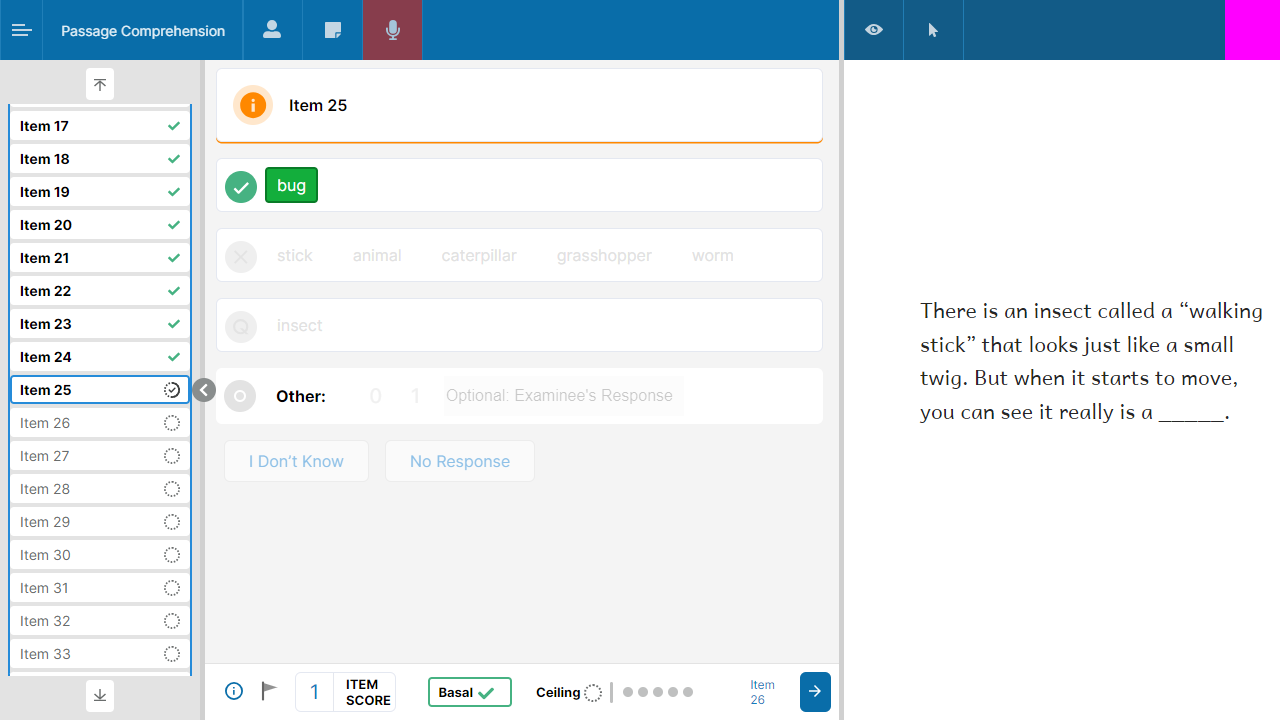 Passage Comprehension
Item 17
Item 18
Item 19
Item 20
Item 21
Item 22
Item 23
Item 24
Item 25
Item 26
Item 27
Item 28
Item 29
Item 30
Item 31
Item 32
Item 33
Item 25
bug
stick animal caterpillar grasshopper worm
Q insect
Other: 0 1 Optional: Examinee's Response
I Don't Know No Response
1 ITEM SCORE
Basal
Ceiling
Item 26
There is an insect called a “walking
stick” that looks just like a small
twig. But when it starts to move,
you can see it really is a _____.